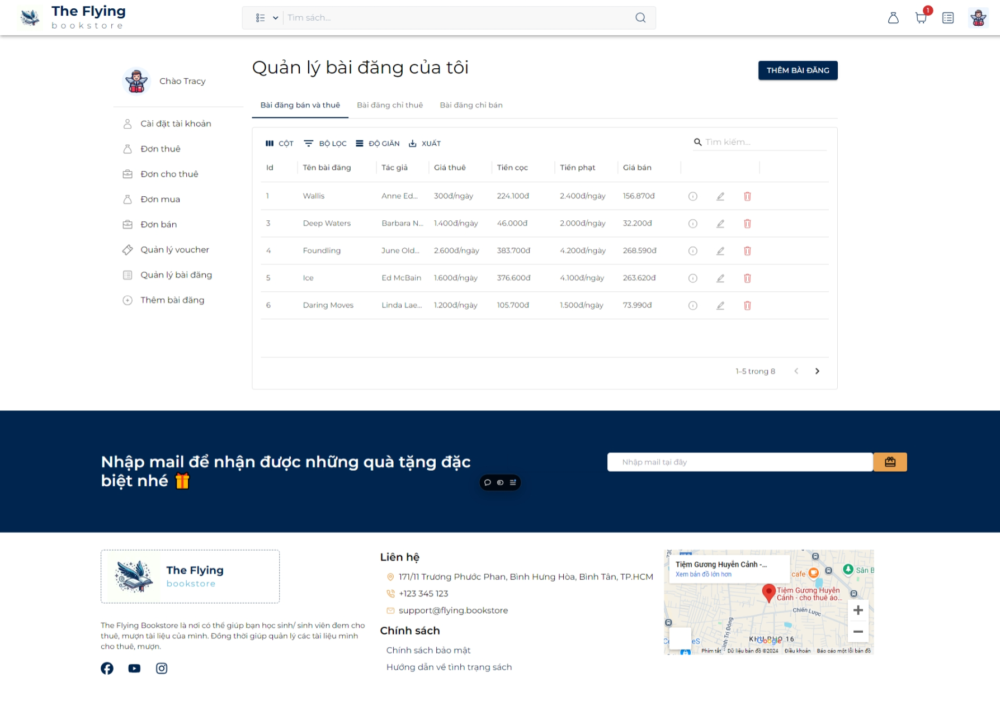 The Flying
bookstore
Tìm sách...
1
Chào Tracy
Cài đặt tài khoản
Đơn thuê
Đơn cho thuê
Đơn mua
Đơn bán
Quản lý voucher
Quản lý bài đăng
Thêm bài đăng
Quản lý bài đăng của tôi
THÊM BÀI ĐĂNG
Bài đăng bán và thuê Bài đăng chỉ thuê Bài đăng chỉ bán
CỘT BỘ LỌC ĐỘ GIÃN XUẤT Tìm kiếm...
Id Tên bài đăng Tác giả Giá thuê Tiền cọc Tiền phạt Giá bán
1 Wallis Anne Ed... 300đ/ngày 224.100đ 2.400đ/ngày 156.870đ
3 Deep Waters Barbara N... 1.400đ/ngày 46.000đ 2.000đ/ngày 32.200đ
4 Foundling June Old... 2.600đ/ngày 383.700đ 4.200đ/ngày 268.590đ
5 Ice Ed McBain 1.600đ/ngày 376.600đ 4.100đ/ngày 263.620đ
6 Daring Moves Linda Lae... 1.200đ/ngày 105.700đ 1.500đ/ngày 73.990đ
1–5 trong 8
Nhập mail để nhận được những quà tặng đặc
biệt nhé
Nhập mail tại đây
The Flying
bookstore
The Flying Bookstore là nơi có thể giúp bạn học sinh/ sinh viên đem cho
thuê, mượn tài liệu của mình. Đồng thời giúp quản lý các tài liệu mình
cho thuê, mượn.
Liên hệ
171/11 Trương Phước Phan, Bình Hưng Hòa, Bình Tân, TP.HCM
+123 345 123
support@flying.bookstore
Chính sách
Chính sách bảo mật
Hướng dẫn về tình trạng sách
Tiệm Gương Huyền Cảnh -...
Xem bản đồ lớn hơn
cafe
Sân B
Tiệm Gương Huyền
Cảnh - cho thuê áo...
Chiến Lược
KHU PHO 16
Google
Phím tắt Dữ liệu bản đồ ©2024 Điều khoản Báo cáo một lỗi bản đồ